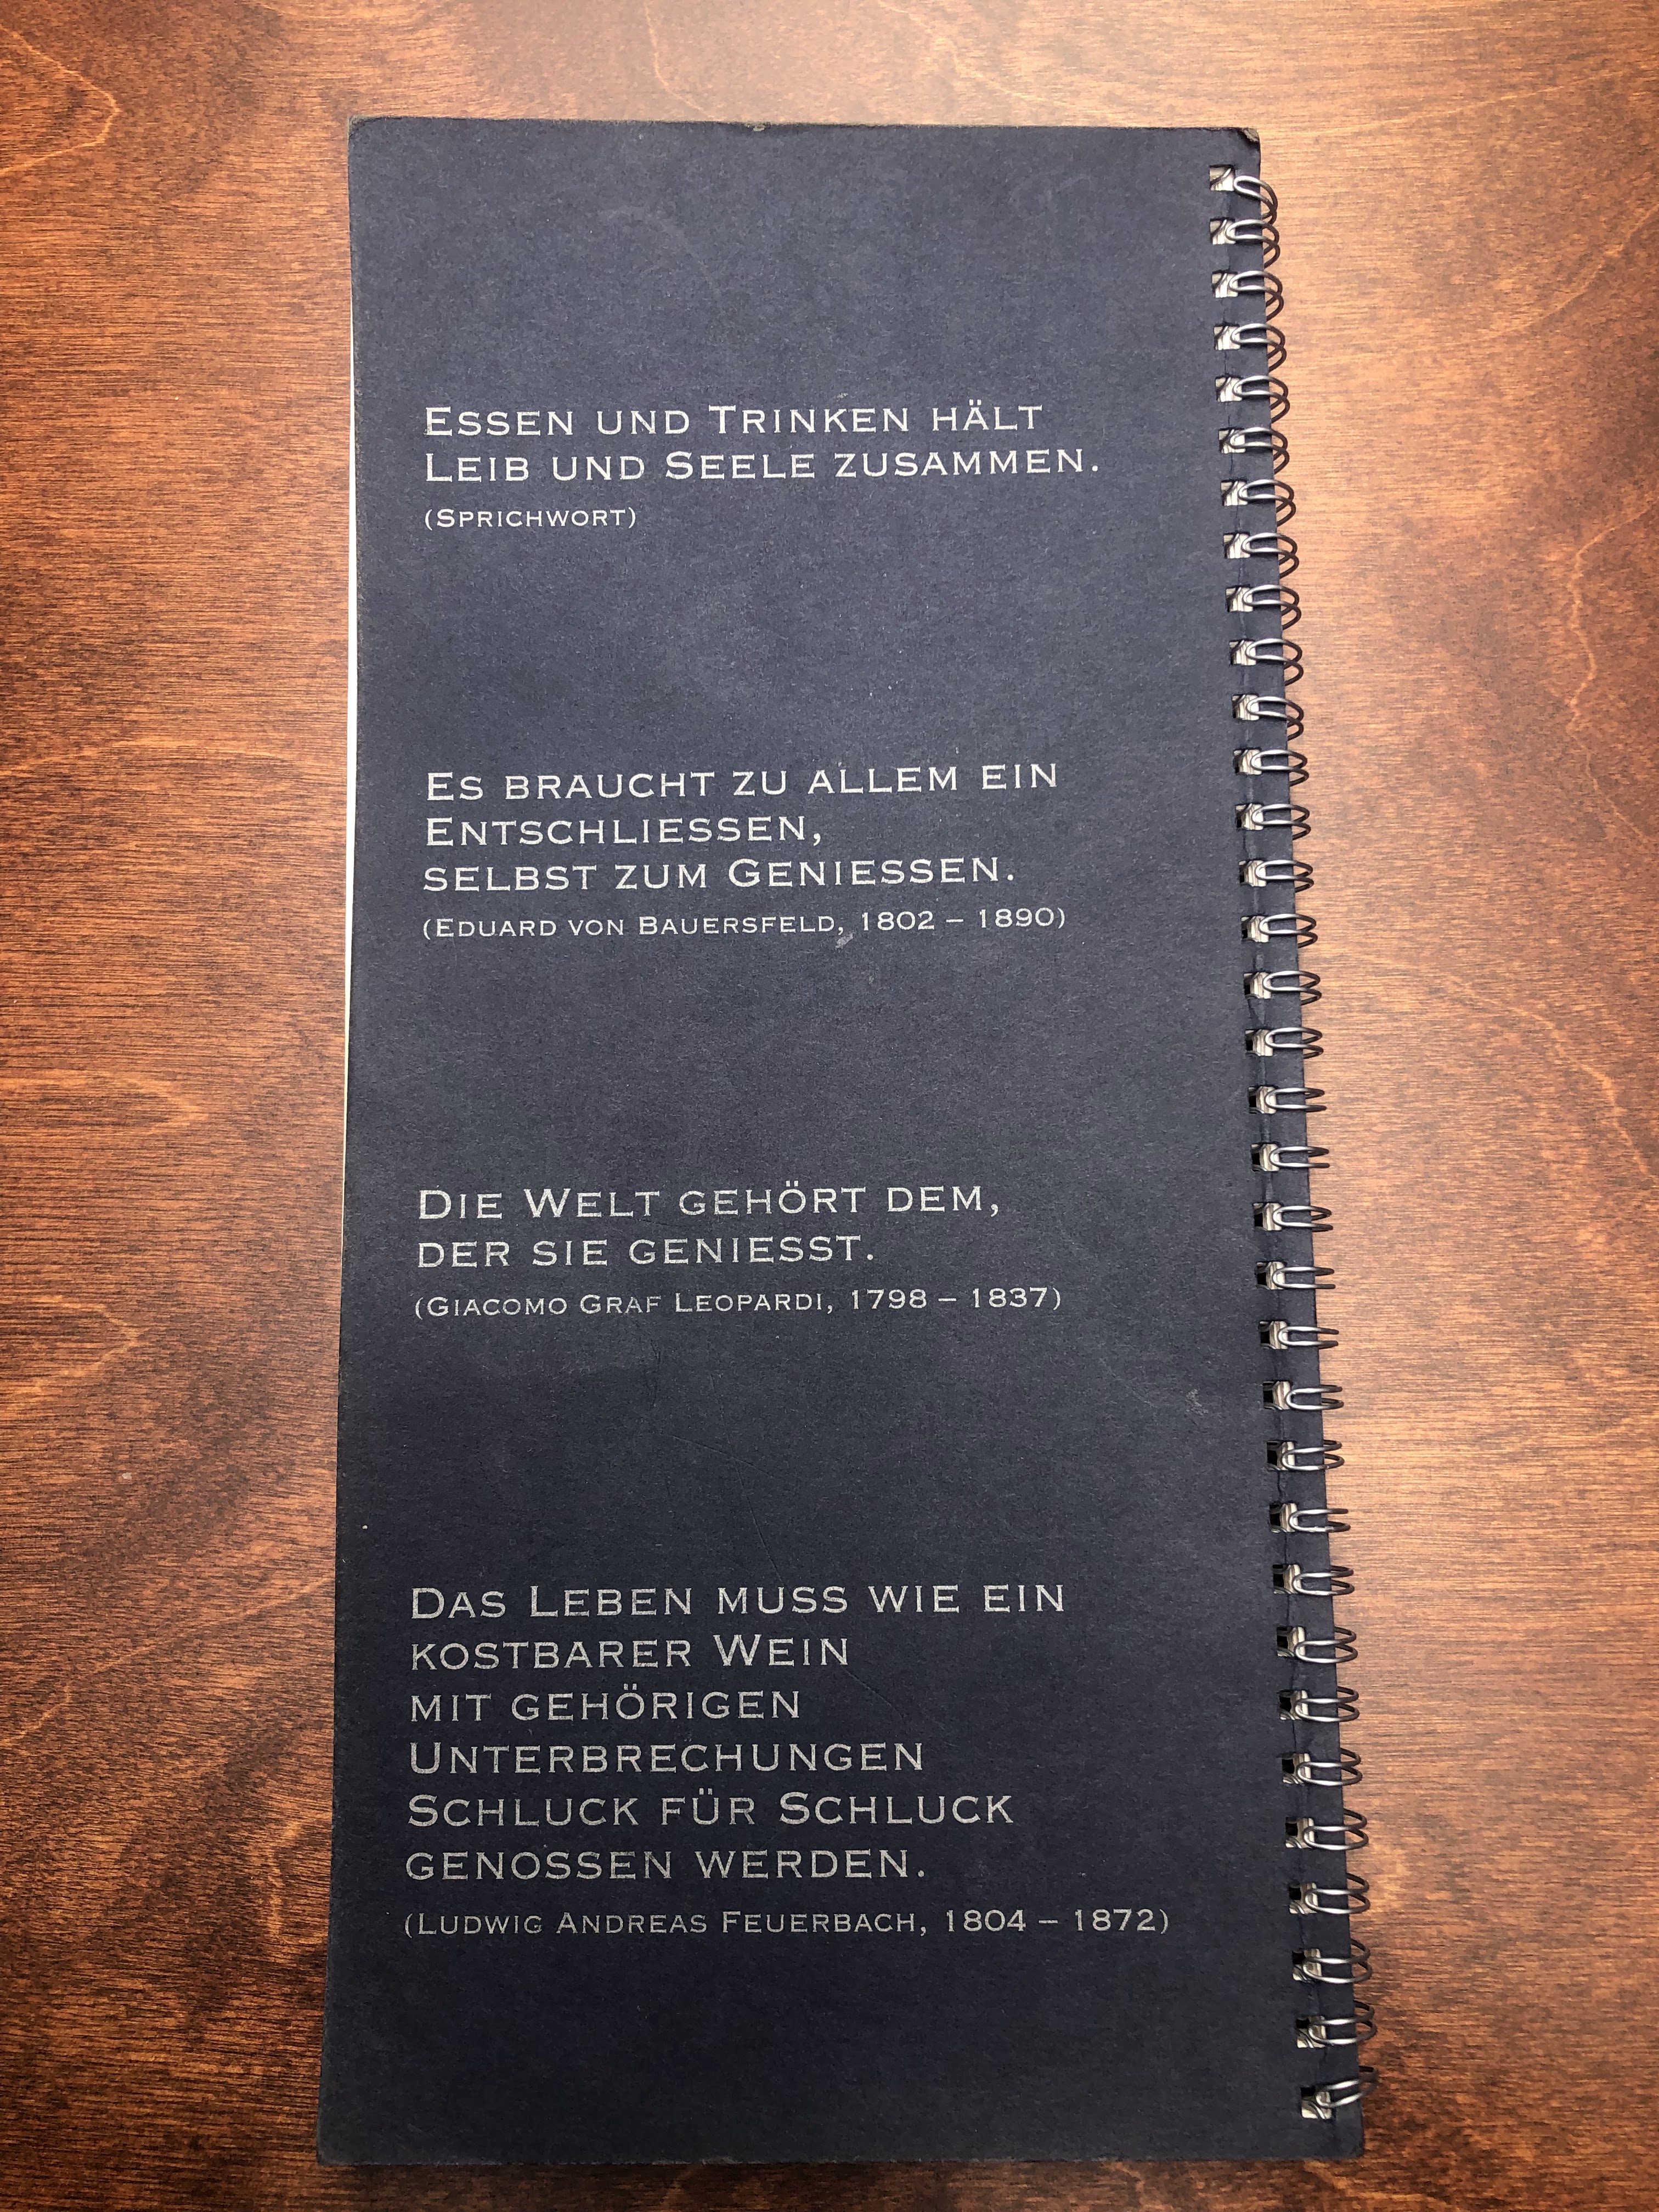 Essen und Trinken hält
Leib und Seele zusammen.
(Sprichwort)
Es braucht zu allem ein
Entschliessen,
selbst zum Geniessen.
(Eduard von Bauersfeld, 1802 – 1890)
Die Welt gehört dem,
der sie geniesst.
(Giacomo Graf Leopardi, 1798 – 1837)
Das Leben muss wie ein
kostbarer Wein
mit gehörigen
Unterbrechungen
Schluck für Schluck
genossen werden.
(Ludwig Andreas Feuerbach, 1804 – 1872)